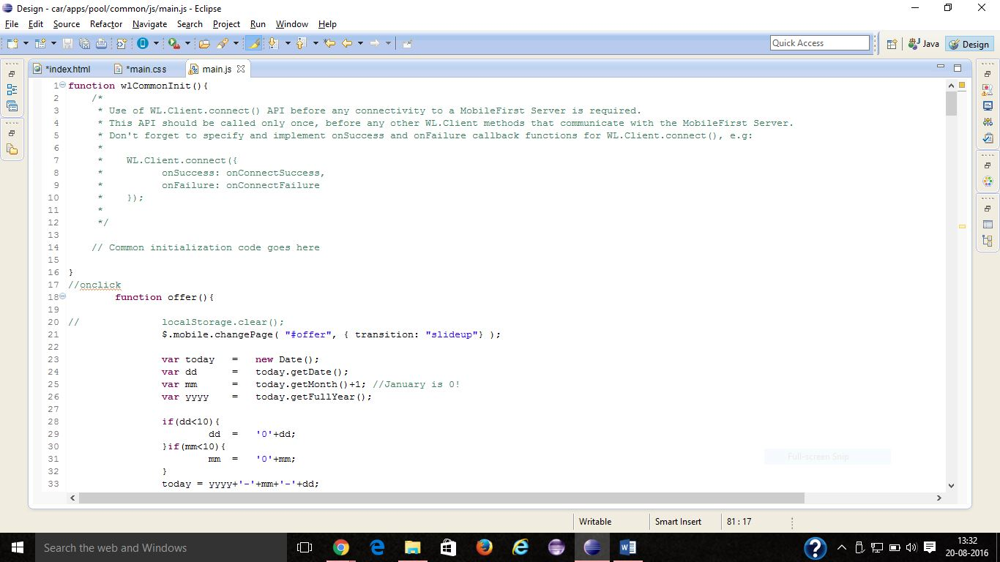 Design - car/apps/pool/common/js/main.js - Eclipse
File Edit Source Refactor Navigate Search Project Run Window Help
Quick Access
Java
Design
*index.html
*main.css
main.js
1 function wlCommonInit(){
2 /*
3 * Use of WL.Client.connect() API before any connectivity to a MobileFirst Server is required.
4 * This API should be called only once, before any other WL.Client methods that communicate with the MobileFirst Server.
5 * Don't forget to specify and implement onSuccess and onFailure callback functions for WL.Client.connect(), e.g:
6 *
7 * WL.Client.connect({
8 * onSuccess: onConnectSuccess,
9 * onFailure: onConnectFailure
10 * });
11 *
12 */
13
14 // Common initialization code goes here
15
16 }
17 //onclick
18 function offer(){
19
20 // localStorage.clear();
21 $.mobile.changePage( "#offer", { transition: "slideup"} );
22
23 var today = new Date();
24 var dd = today.getDate();
25 var mm = today.getMonth()+1; //January is 0!
26 var yyyy = today.getFullYear();
27
28 if(dd<10){
29 dd = '0'+dd;
30 }if(mm<10){
31 mm = '0'+mm;
32 }
33 today = yyyy+'-'+mm+'-'+dd;
Full-screen Snip
Writable
Smart Insert
81 : 17
Search the web and Windows
13:32
20-08-2016